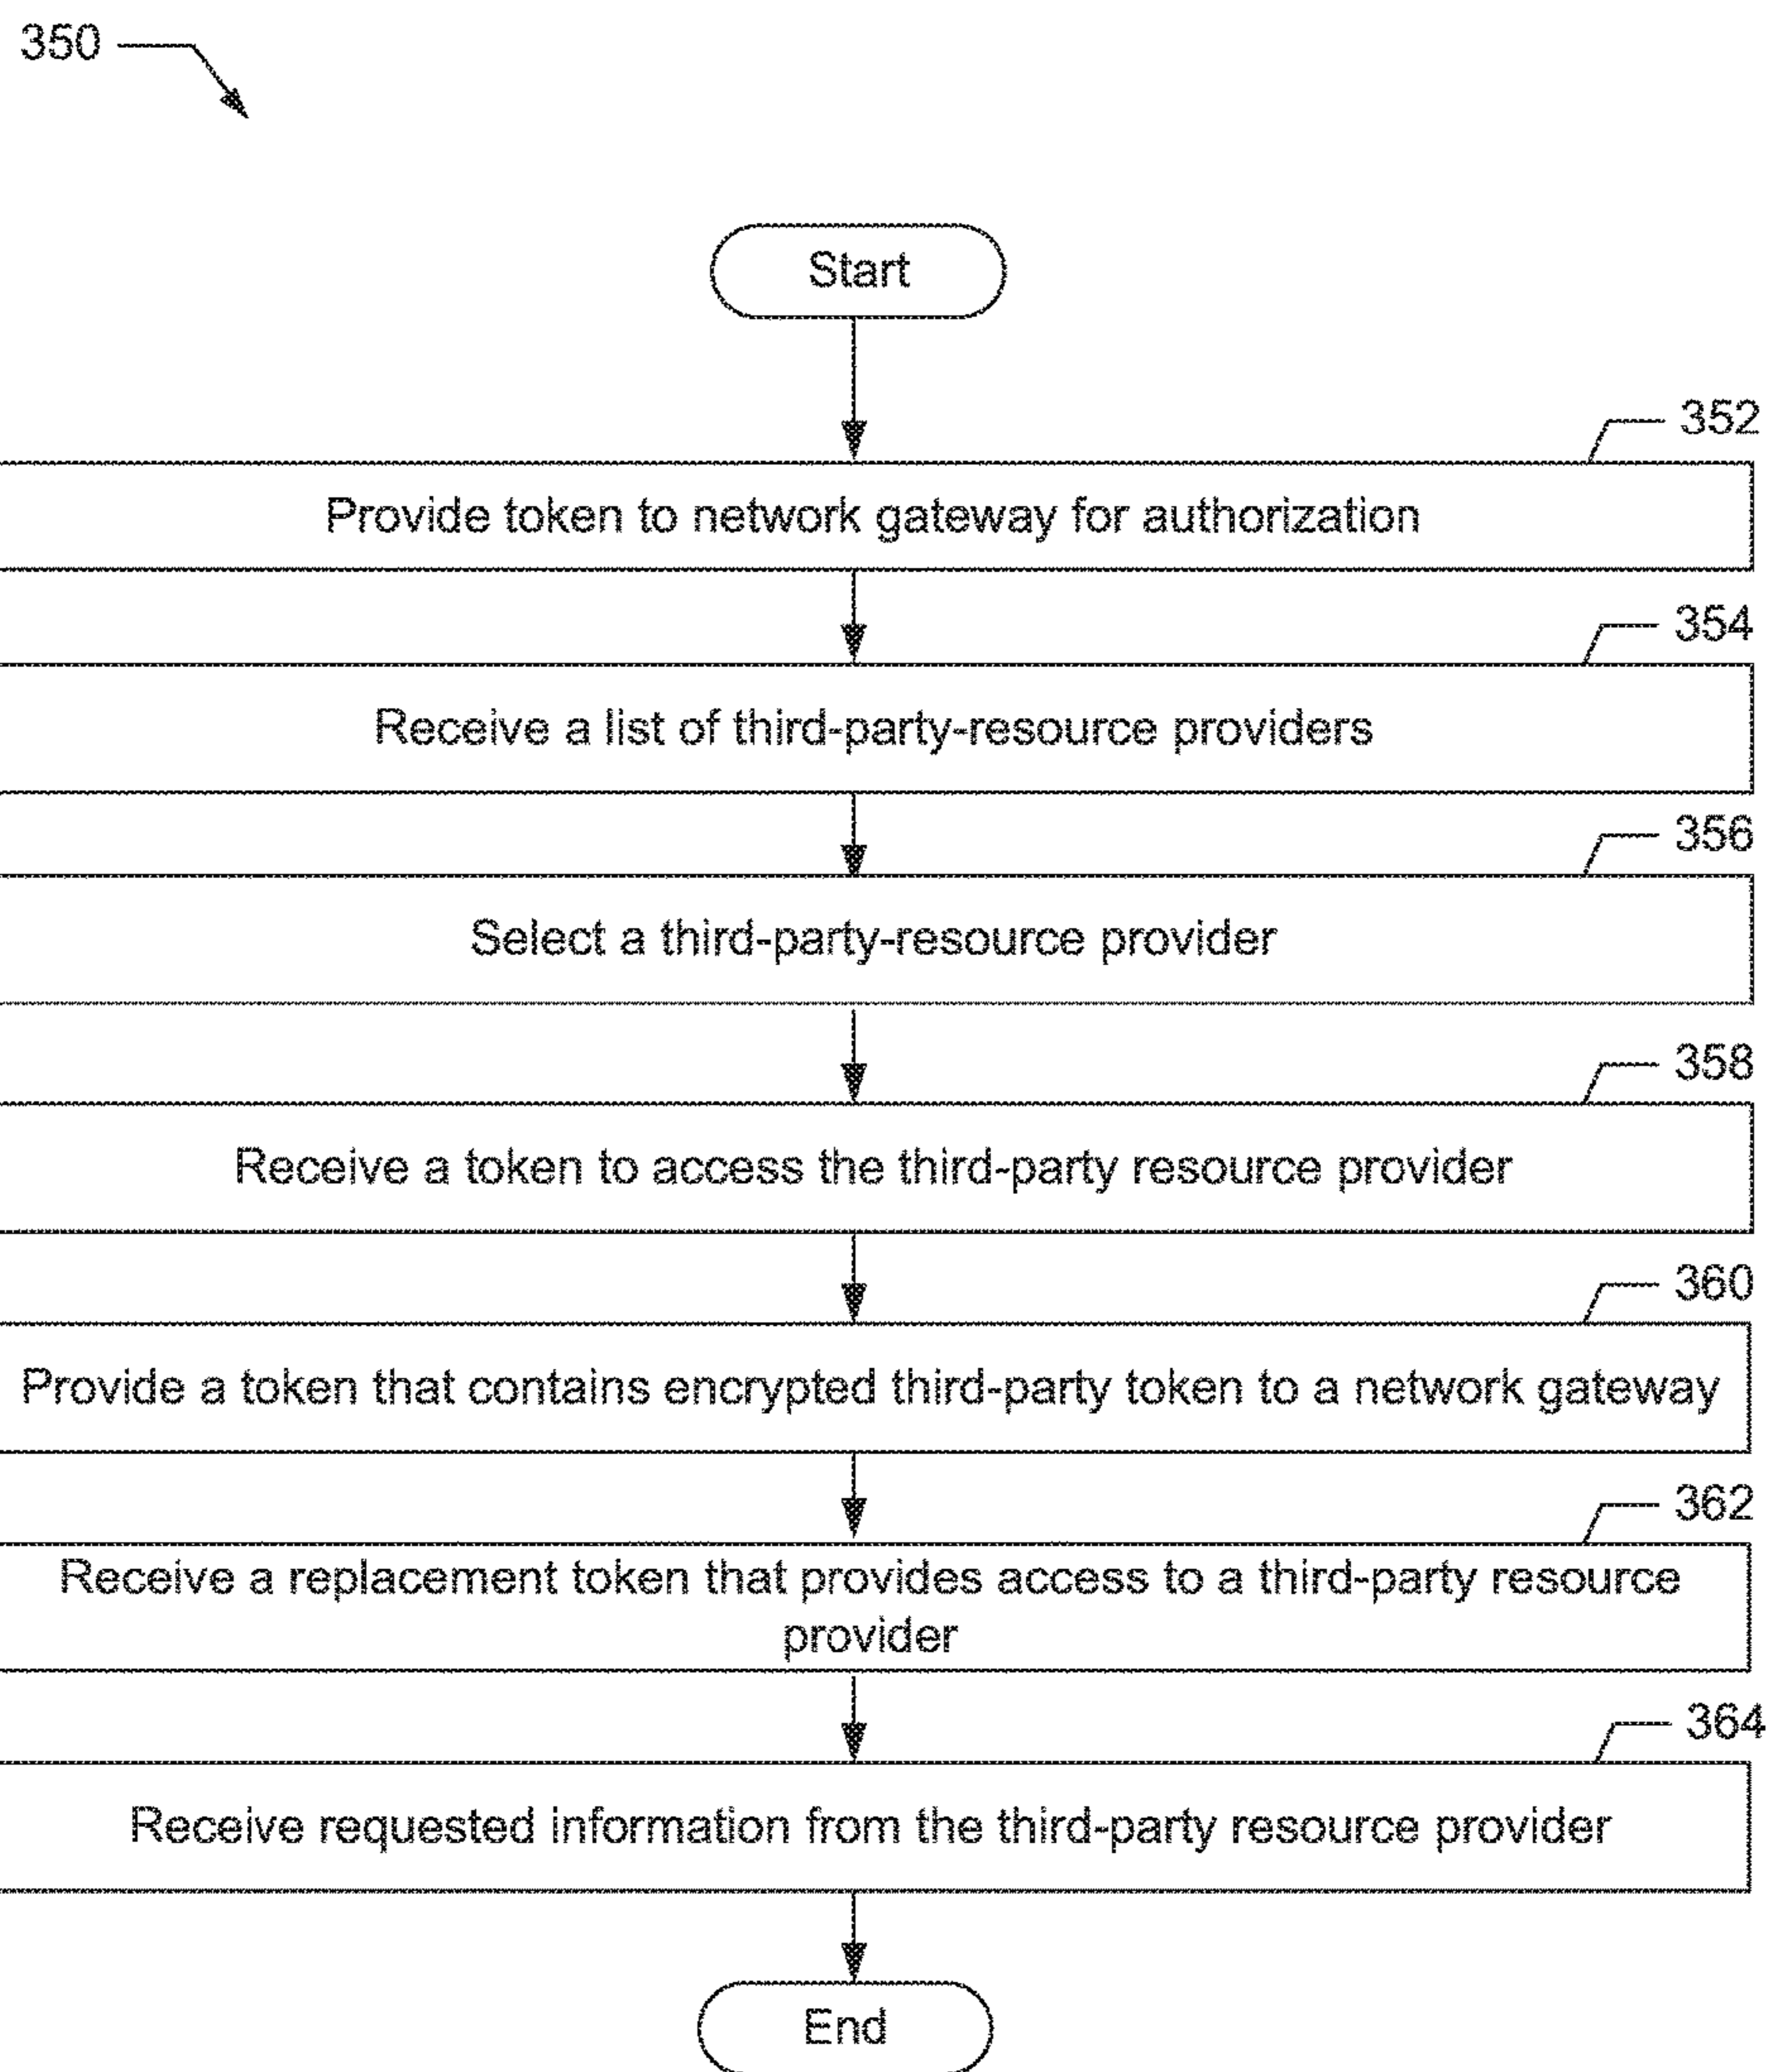 350
Start
352
Provide token to network gateway for authorization
354
Receive a list of third-party-resource providers
356
Select a third-party-resource provider
358
Receive a token to access the third-party resource provider
360
Provide a token that contains encrypted third-party token to a network gateway
362
Receive a replacement token that provides access to a third-party resource
provider
364
Receive requested information from the third-party resource provider
End